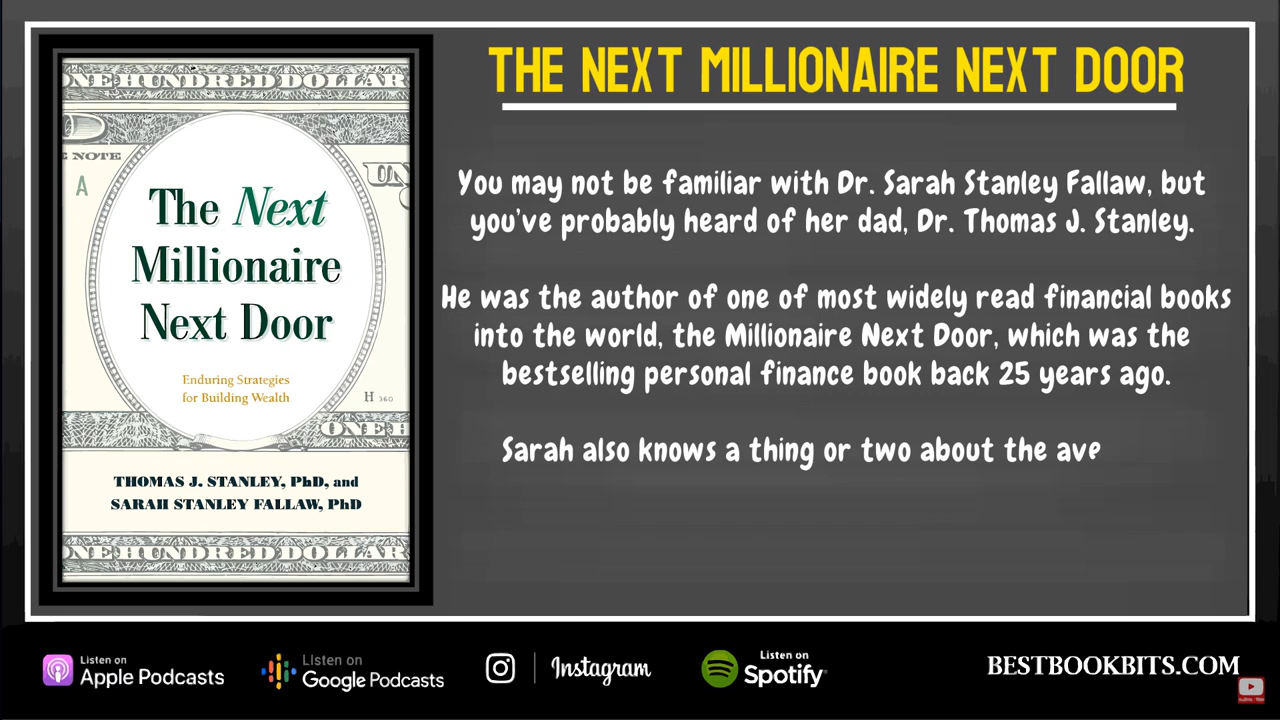 THE NEXT MILLIONAIRE NEXT DOOR
ONE HUNDRED DOLLAR
E NOTE
UN
A
The Next
Millionaire
Next Door
Enduring Strategies
for Building Wealth
H 360
ONE H
THOMAS J. STANLEY, PhD, and
SARAH STANLEY FALLAW, PhD
ONE HUNDRED DOLLAR
You may not be familiar with Dr. Sarah Stanley Fallaw, but
you've probably heard of her dad, Dr. Thomas J. Stanley.
He was the author of one of most widely read financial books
into the world, the Millionaire Next Door, which was the
bestselling personal finance book back 25 years ago.
Sarah also knows a thing or two about the ave
Listen on
Apple Podcasts
Listen on
Google Podcasts
Instagram
Listen on
Spotify
BESTBOOKBITS.COM